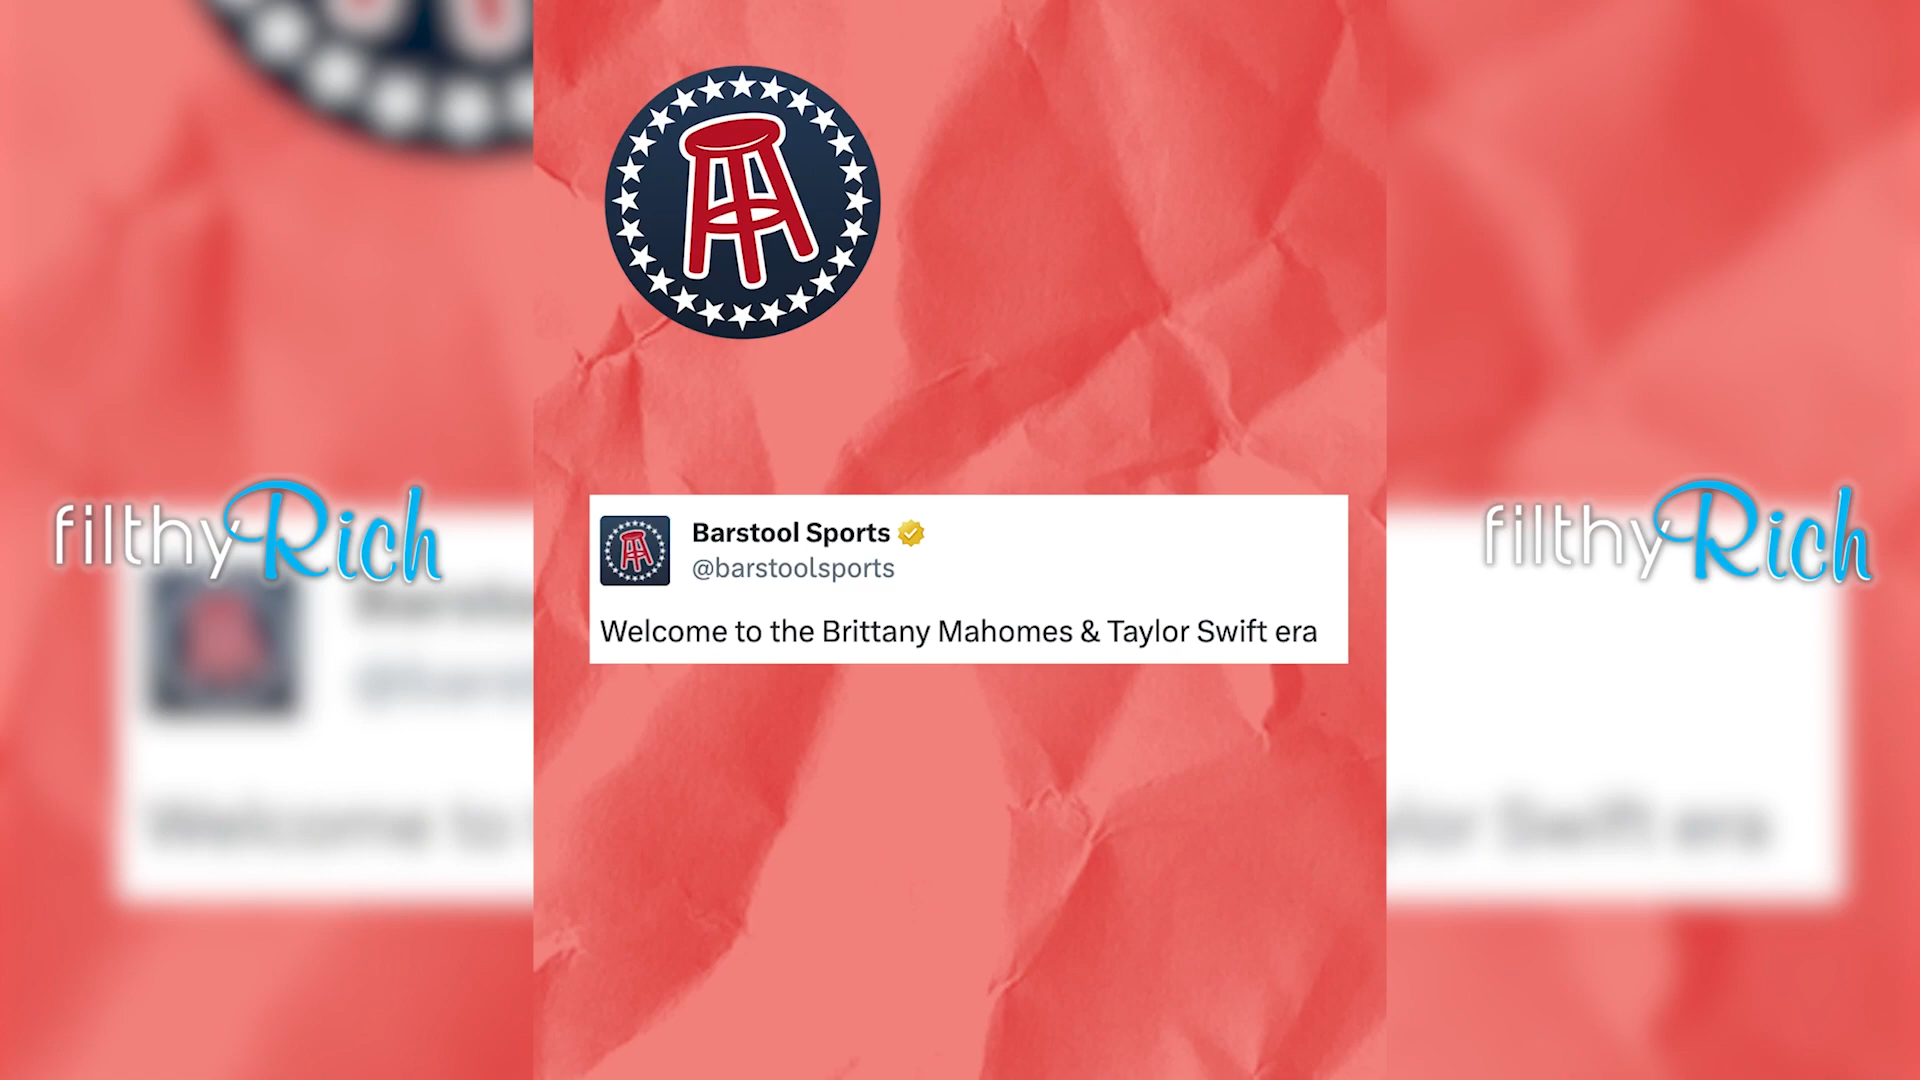 filthyRich
Barstool Sports
@barstoolsports
Welcome to the Brittany Mahomes & Taylor Swift era
filthyRich